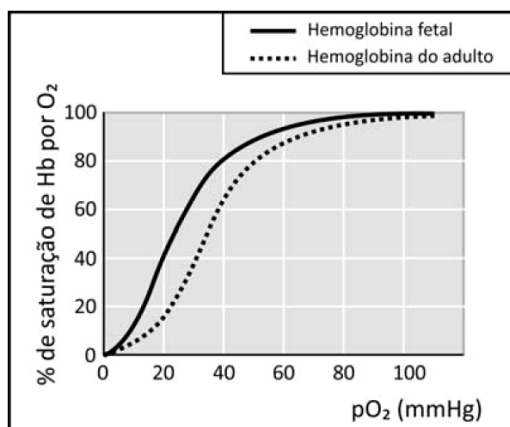 Hemoglobina fetal
Hemoglobina do adulto
% de saturação de Hb por O₂
100
80
60
40
20
0
0 20 40 60 80 100
pO₂ (mmHg)